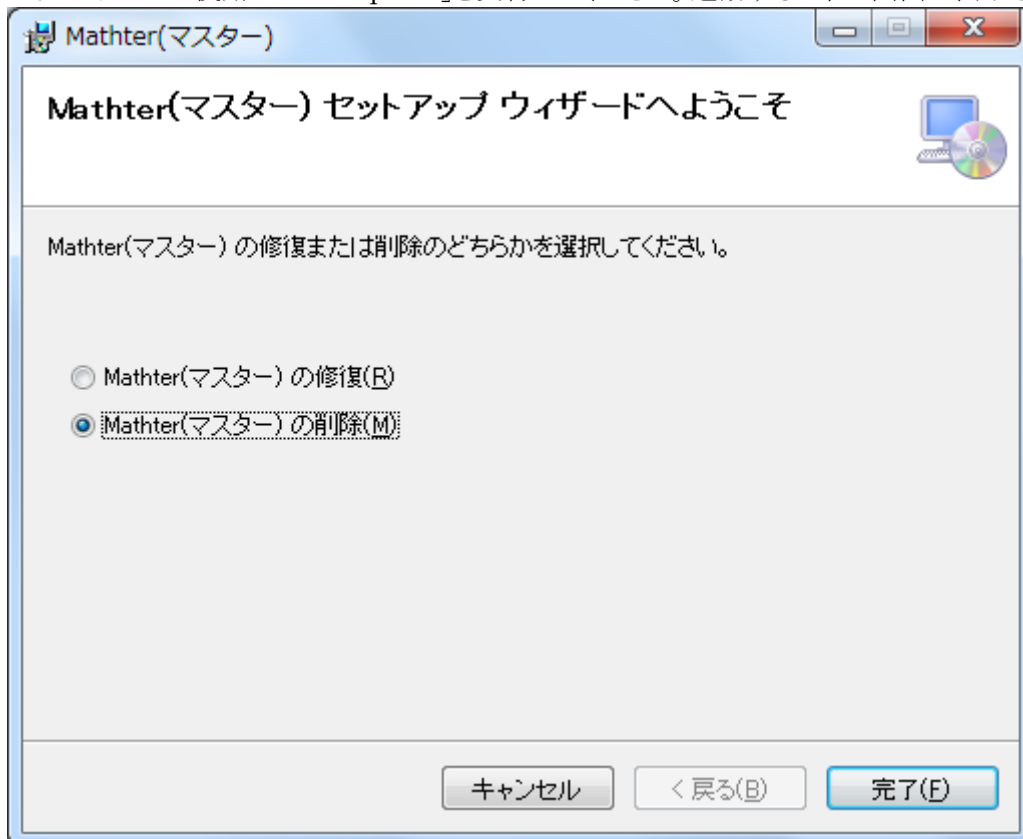 Mathter(マスター)
Mathter(マスター) セットアップ ウィザードへようこそ
Mathter(マスター) の修復または削除のどちらかを選択してください。
Mathter(マスター) の修復(R)
Mathter(マスター) の削除(M)
キャンセル
< 戻る(B)
完了(F)